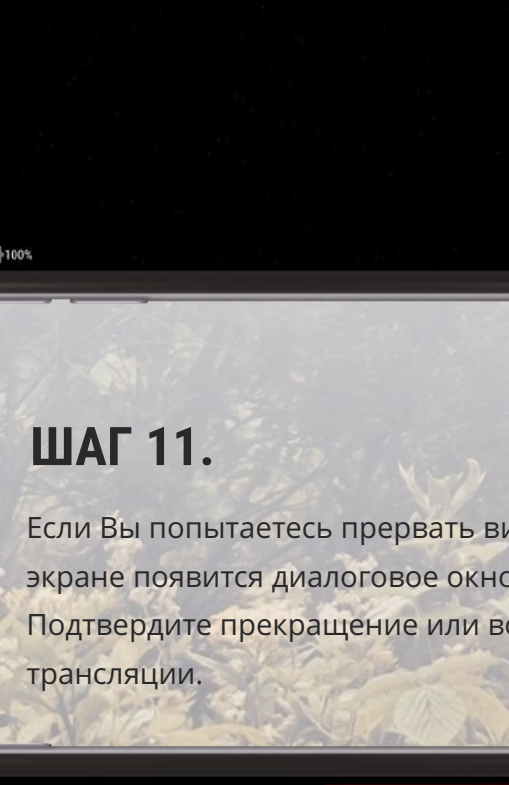 100%
ШАГ 11.
Если Вы попытаетесь прервать
экране появится диалоговое
Подтвердите прекращение или
трансляции.